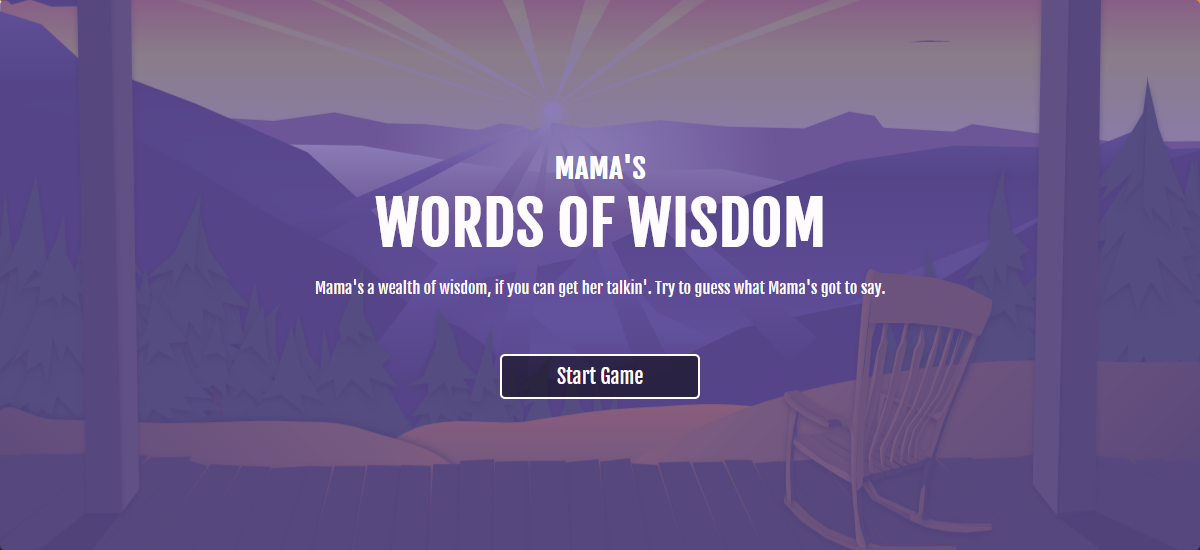 MAMA'S
WORDS OF WISDOM
Mama's a wealth of wisdom, if you can get her talkin'. Try to guess what Mama's got to say.
Start Game